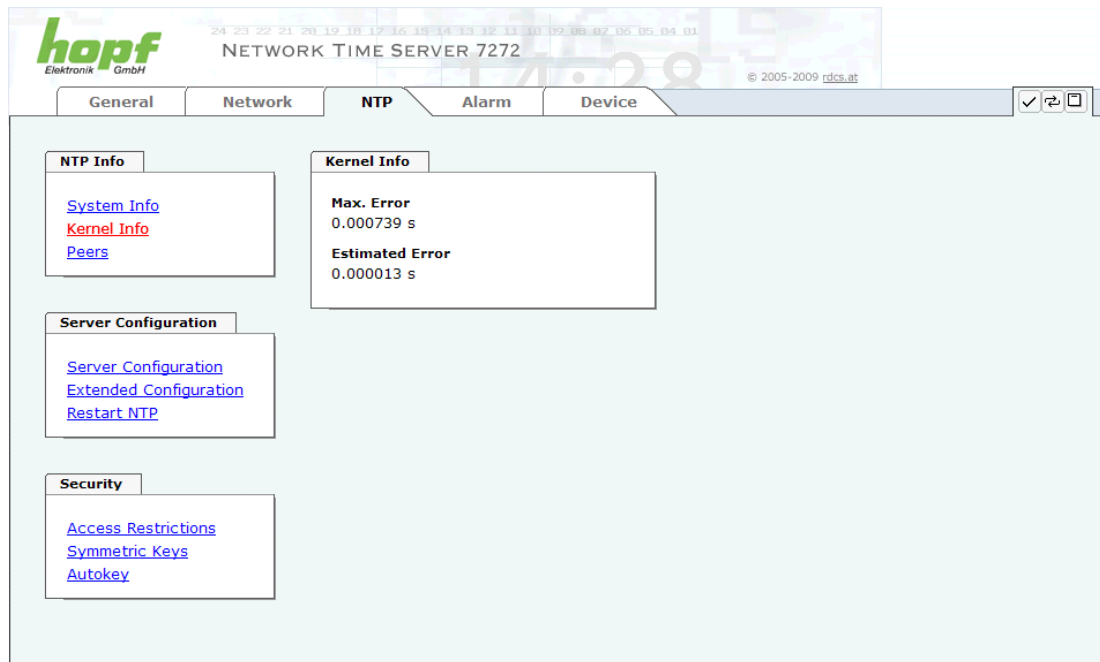 hopf
Elektronik GmbH
24 23 22 21 20 19 18 17 16 15 14 13 12 11 10 09 08 07 06 05 04 01
NETWORK TIME SERVER 7272
14:28
© 2005-2009 rdcs.at
General Network NTP Alarm Device
NTP Info
System Info
Kernel Info
Peers
Kernel Info
Max. Error
0.000739 s
Estimated Error
0.000013 s
Server Configuration
Server Configuration
Extended Configuration
Restart NTP
Security
Access Restrictions
Symmetric Keys
Autokey